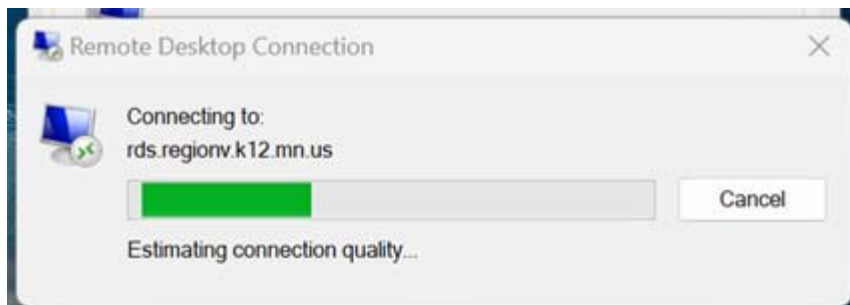 Remote Desktop Connection
Connecting to:
rds.regionv.k12.mn.us
Cancel
Estimating connection quality...